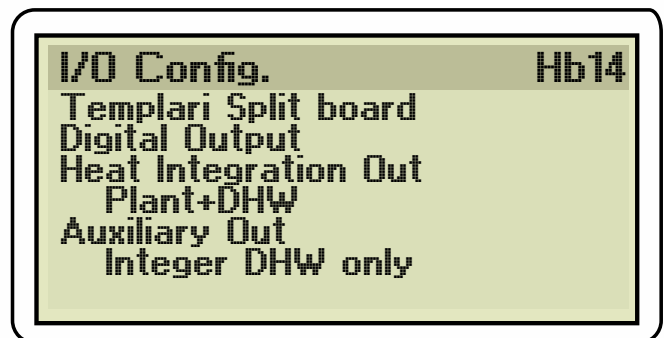 I/O Config. Hb14
Templari Split board
Digital Output
Heat Integration Out
Plant+DHW
Auxiliary Out
Integer DHW only